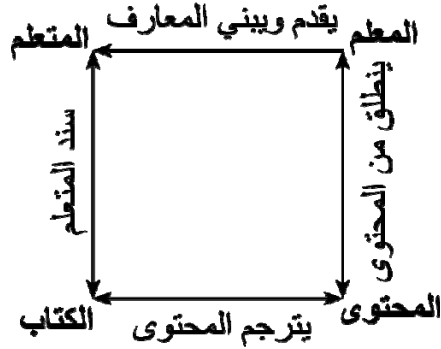 يقدم ويبني المعارف
المعلم
المتعلم
ينطلق من المحتوى
سند المتعلم
المحتوى
الكتاب
يترجم المحتوى